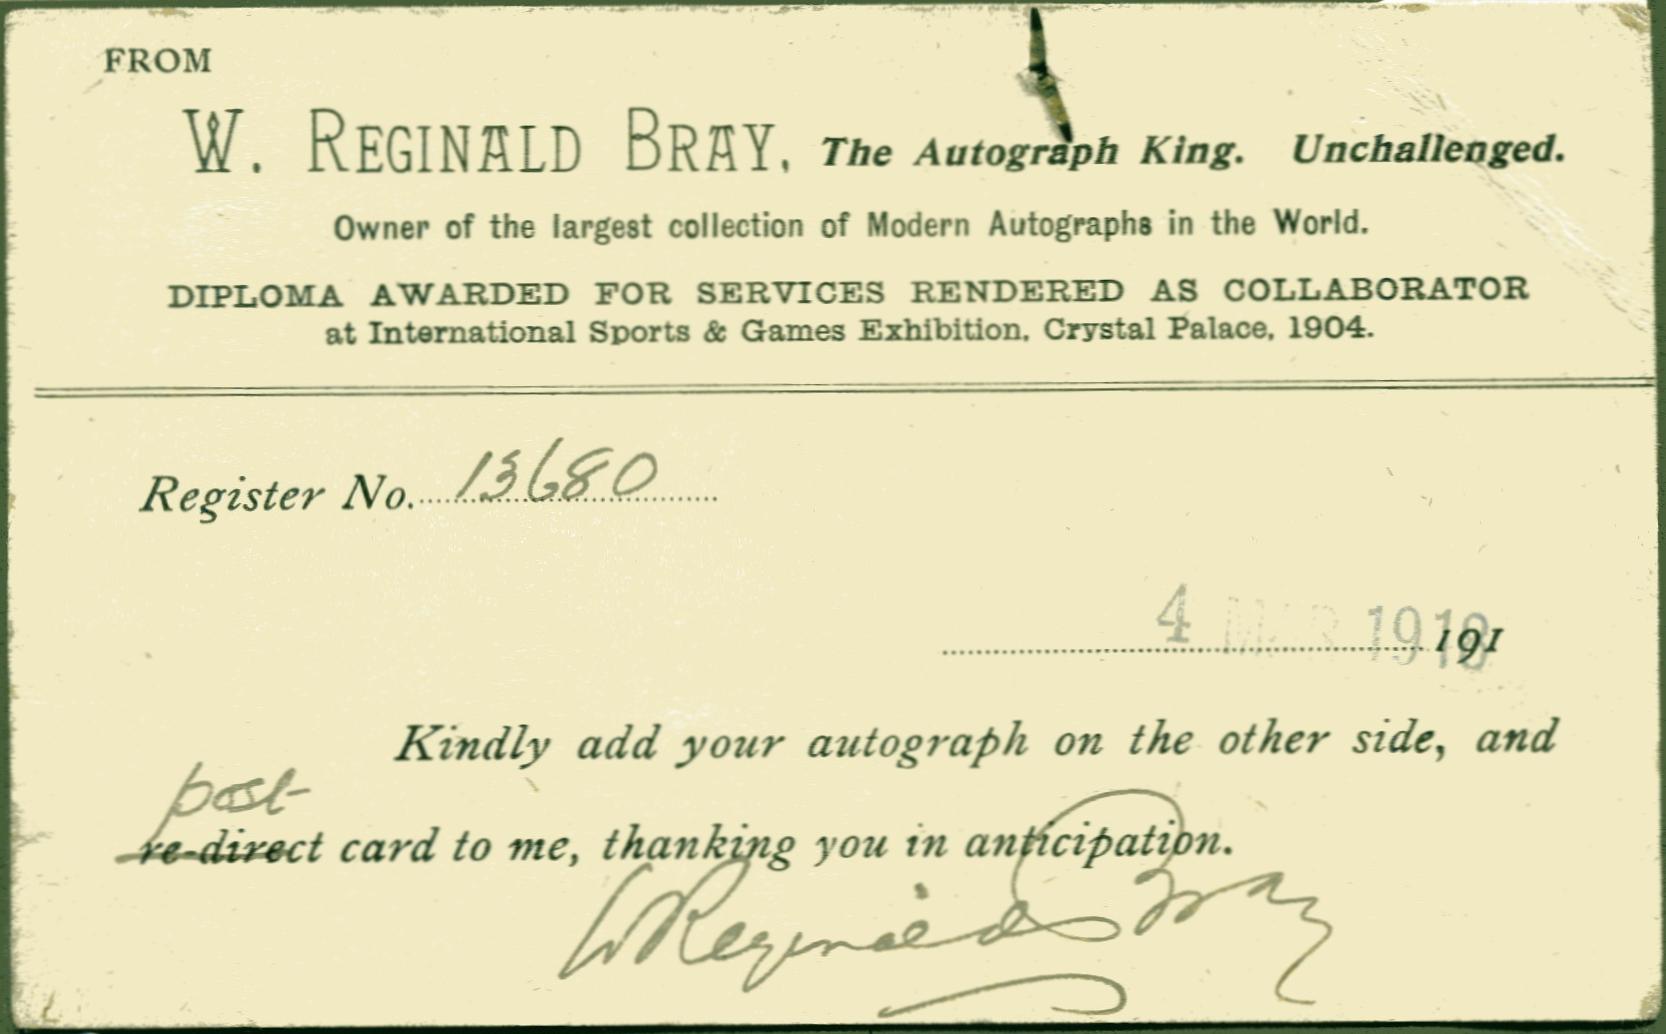 FROM
W. REGINALD BRAY, The Autograph King. Unchallenged.
Owner of the largest collection of Modern Autographs in the World.
DIPLOMA AWARDED FOR SERVICES RENDERED AS COLLABORATOR
at International Sports & Games Exhibition, Crystal Palace, 1904.
Register No. 13680
4 MAR 1910 191
Kindly add your autograph on the other side, and
post
re-direct card to me, thanking you in anticipation.
W Reginald Bray